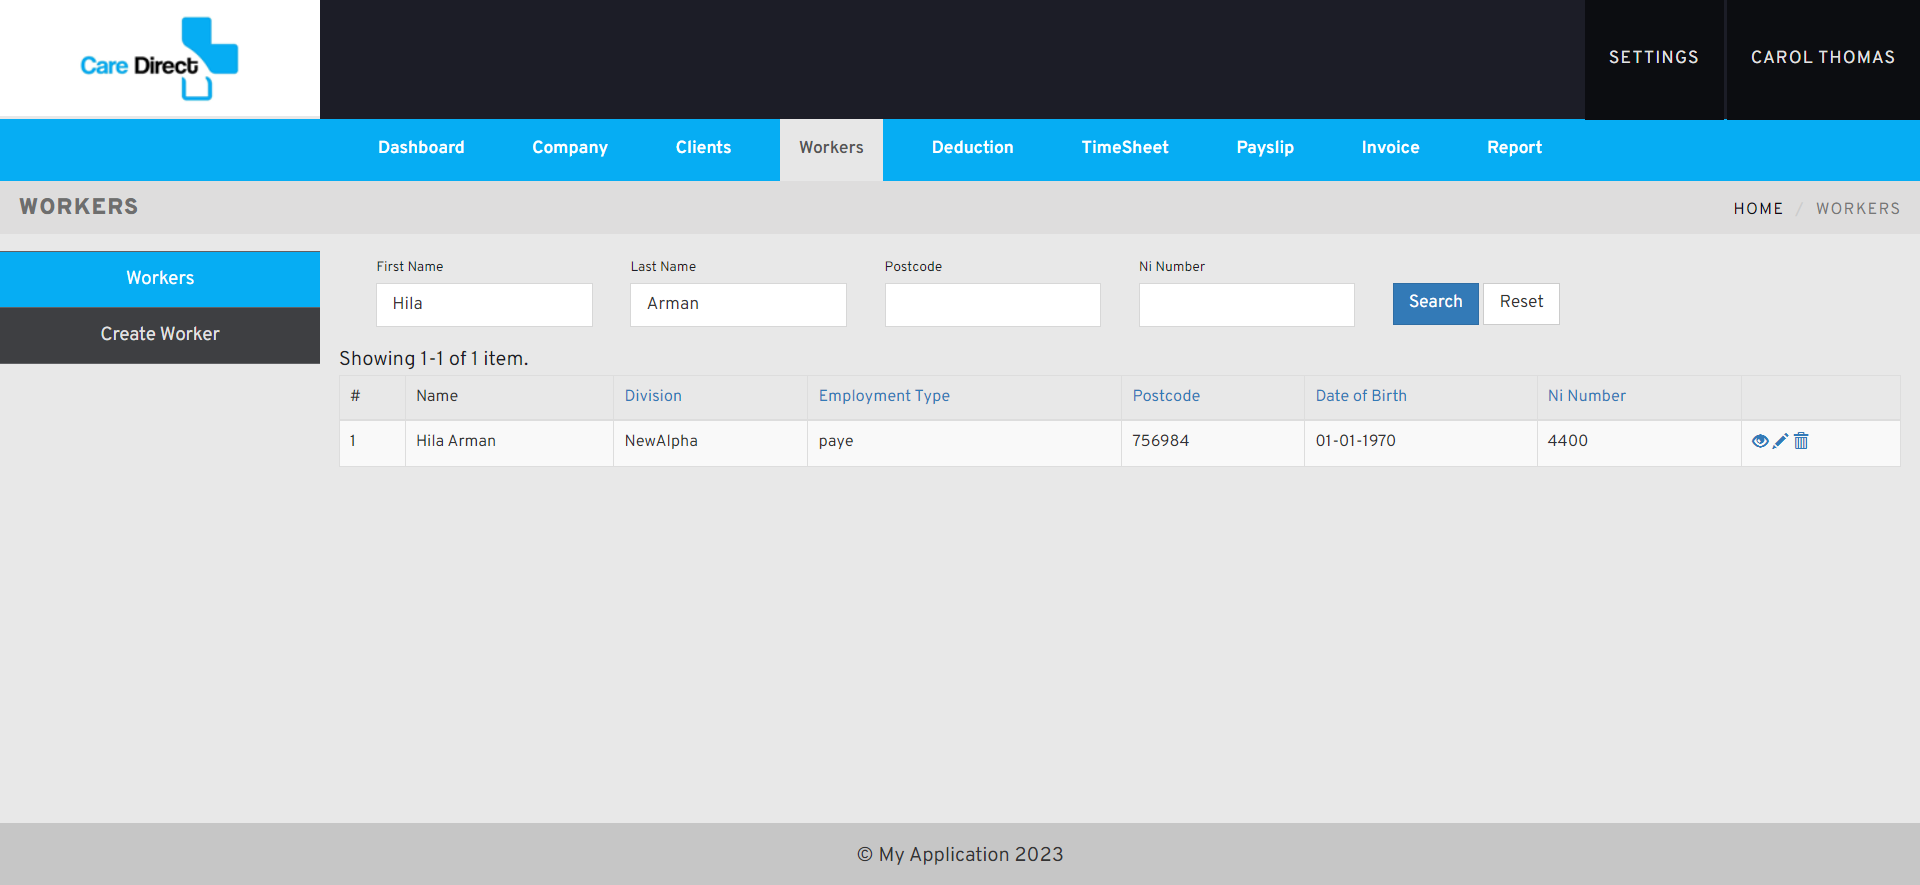 Care Direct
SETTINGS
CAROL THOMAS
Dashboard Company Clients Workers Deduction TimeSheet Payslip Invoice Report
WORKERS
HOME / WORKERS
Workers
Create Worker
First Name Last Name Postcode Ni Number
Hila Arman Search Reset
Showing 1-1 of 1 item.
# Name Division Employment Type Postcode Date of Birth Ni Number
1 Hila Arman NewAlpha paye 756984 01-01-1970 4400
© My Application 2023